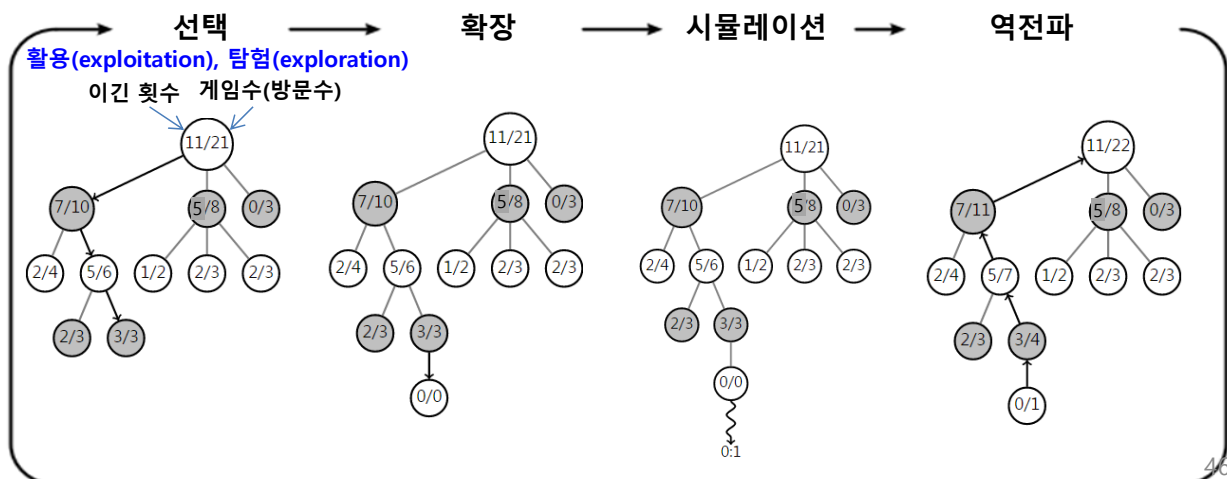 선택 확장 시뮬레이션 역전파
활용(exploitation), 탐험(exploration)
이긴 횟수 게임수(방문수)
11/21
7/10 5/8 0/3
2/4 5/6 1/2 2/3 2/3
2/3 3/3
11/21
7/10 5/8 0/3
2/4 5/6 1/2 2/3 2/3
2/3 3/3
0/0
11/21
7/10 5/8 0/3
2/4 5/6 1/2 2/3 2/3
2/3 3/3
0/0
0:1
11/22
7/11 5/8 0/3
2/4 5/7 1/2 2/3 2/3
2/3 3/4
0/1
46